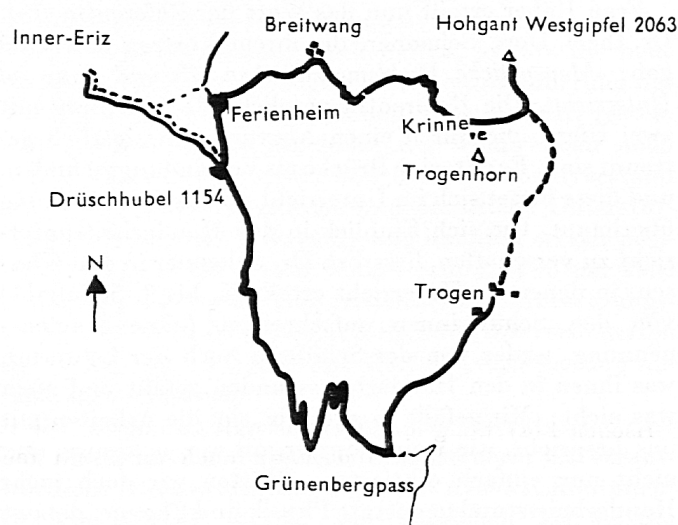 Inner-Eriz
Breitwang
Hohgant Westgipfel 2063
Ferienheim
Krinne
Trogenhorn
Drüschhubel 1154
N
Trogen
Grünenbergpass